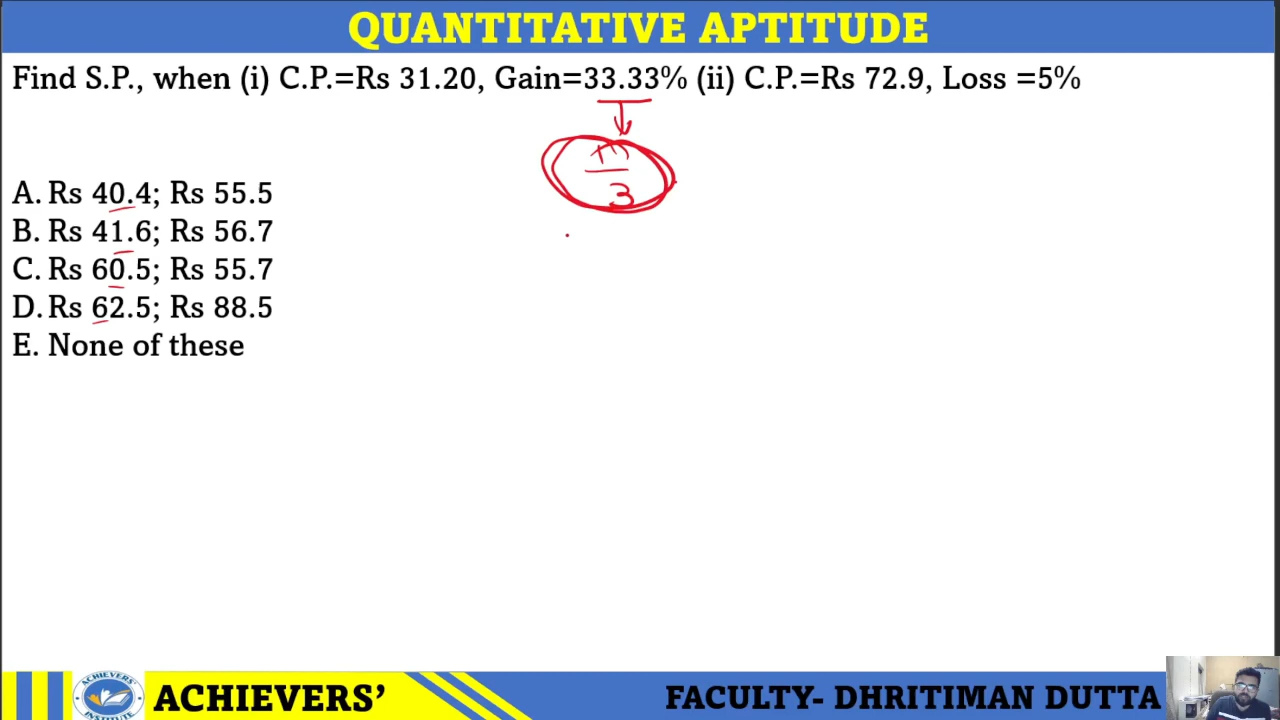 QUANTITATIVE APTITUDE
Find S.P., when (i) C.P.=Rs 31.20, Gain=33.33% (ii) C.P.=Rs 72.9, Loss =5%
3
A. Rs 40.4; Rs 55.5
B. Rs 41.6; Rs 56.7
C. Rs 60.5; Rs 55.7
D. Rs 62.5; Rs 88.5
E. None of these
ACHIEVERS'
INSTITUTE
ACHIEVERS’
FACULTY- DHRITIMAN DUTTA